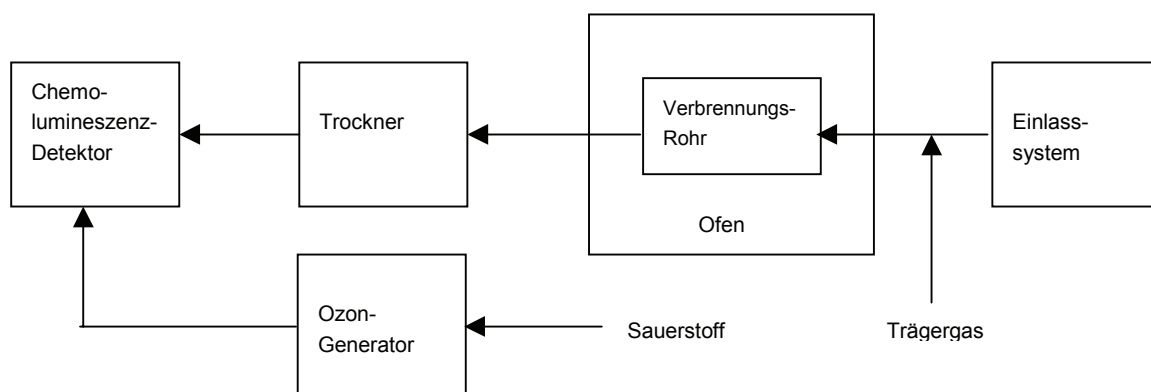 Chemo-
lumineszenz-
Detektor
Trockner
Verbrennungs-
Rohr
Einlass-
system
Ofen
Ozon-
Generator
Sauerstoff
Trägergas